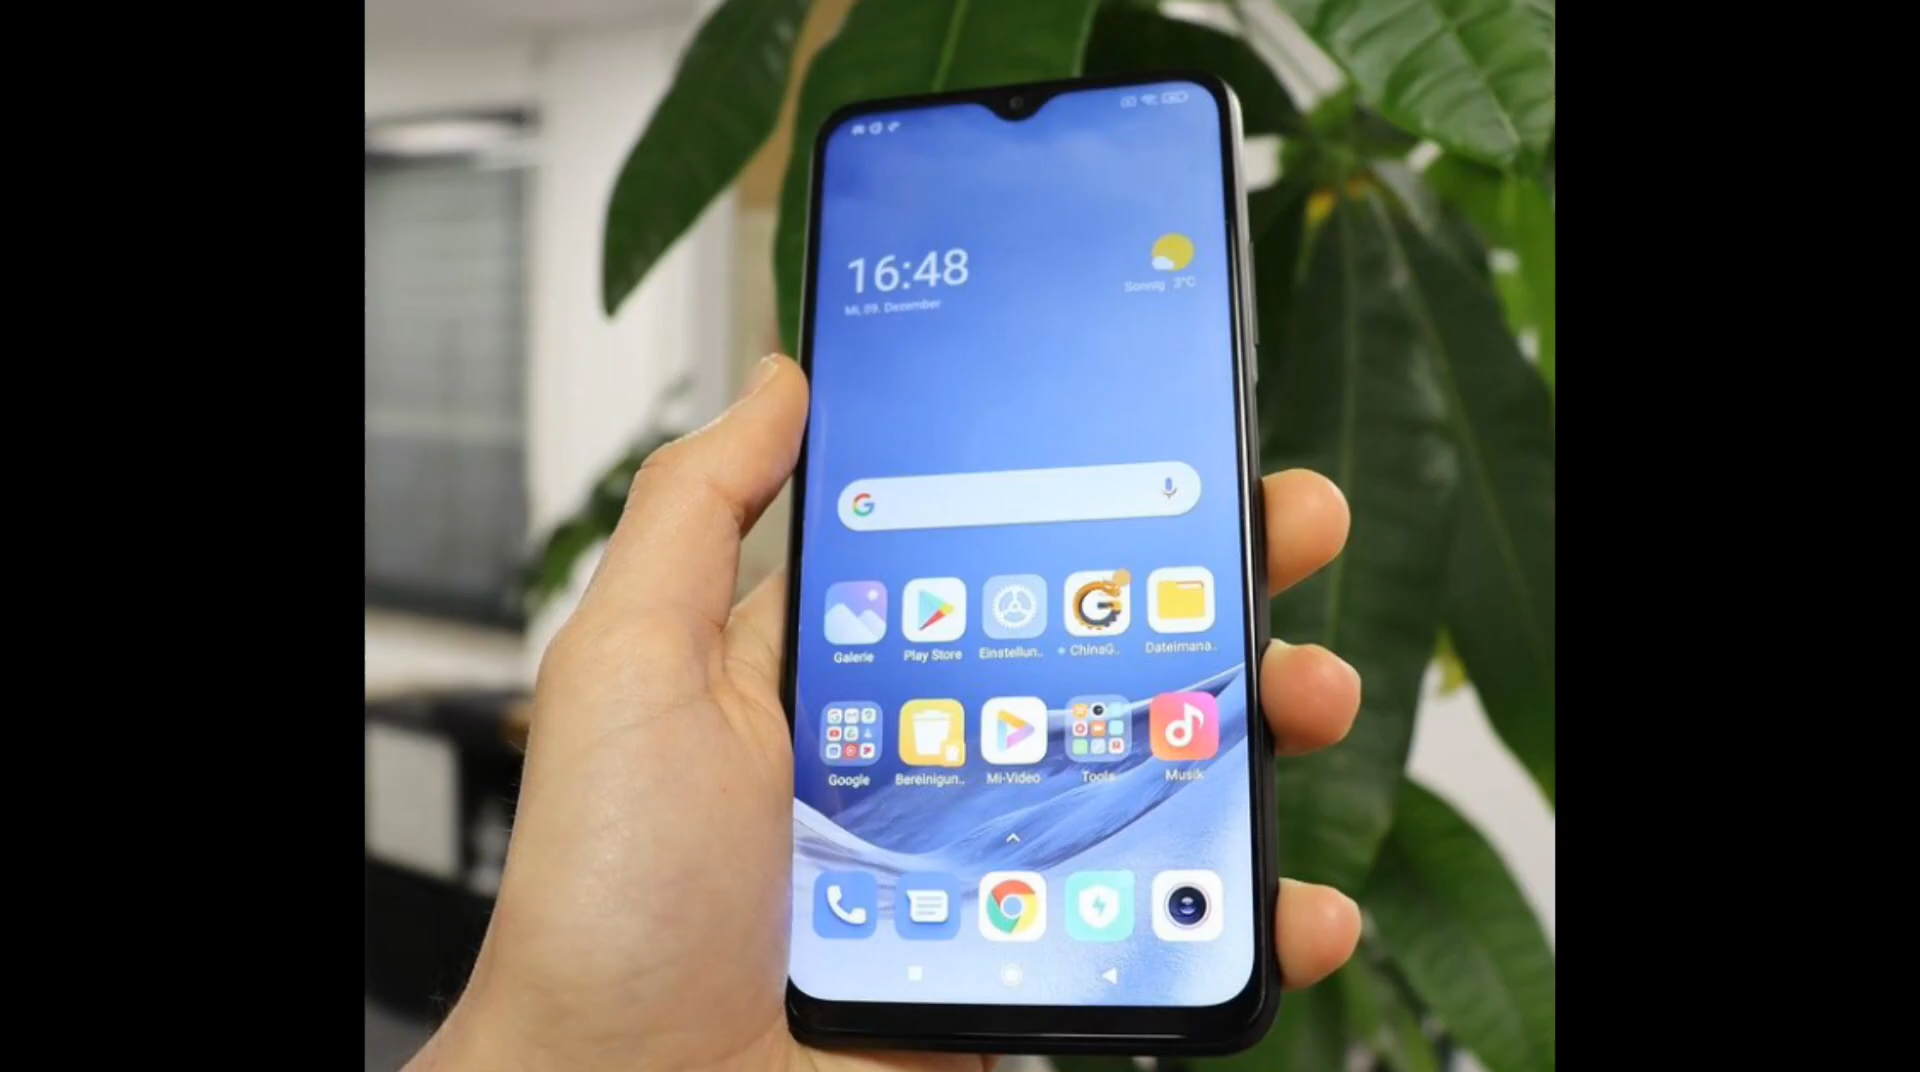 16:48
Mi, 09. Dezember
Sonnig 3°C
Galerie Play Store Einstellun.. ChinaG.. Dateimana..
Google Bereinigun.. Mi-Video Tools Musik